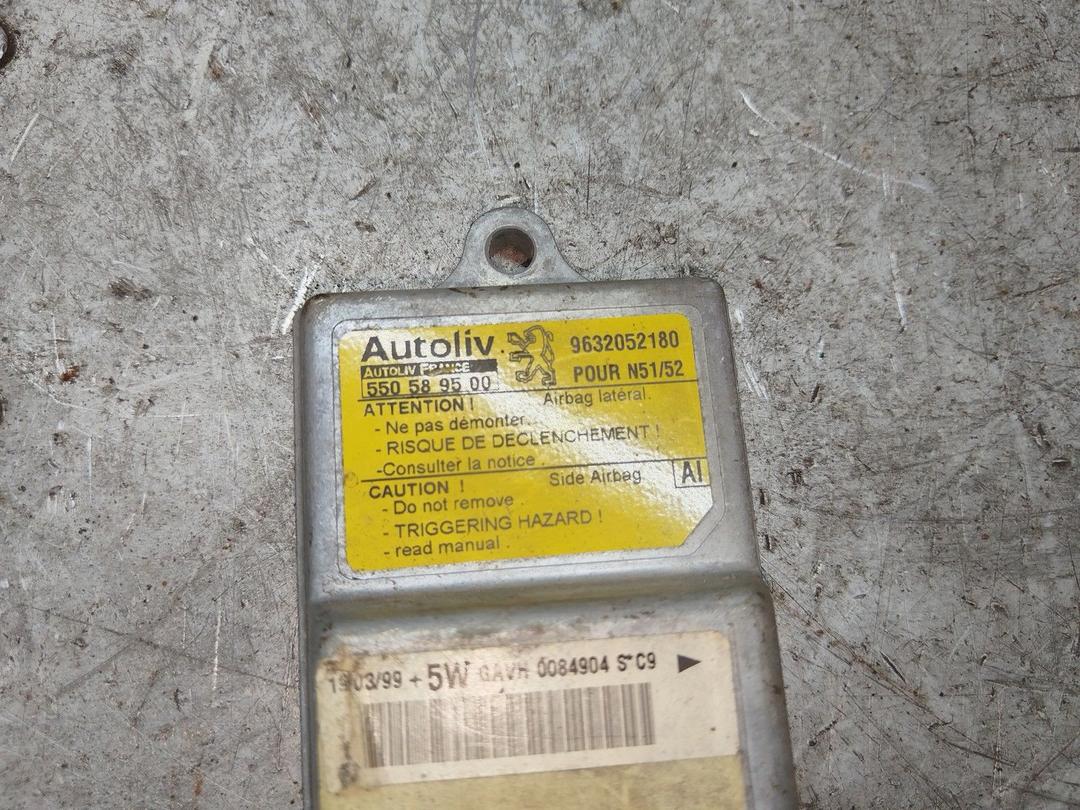 Autoliv
AUTOLIV FRANCE
550 58 95 00
9632052180
POUR N51/52
ATTENTION ! Airbag latéral.
- Ne pas démonter.
- RISQUE DE DECLENCHEMENT !
-Consulter la notice .
Side Airbag AI
CAUTION !
- Do not remove
- TRIGGERING HAZARD !
- read manual .
19/03/99 + 5W GAVH 0084904 S C9